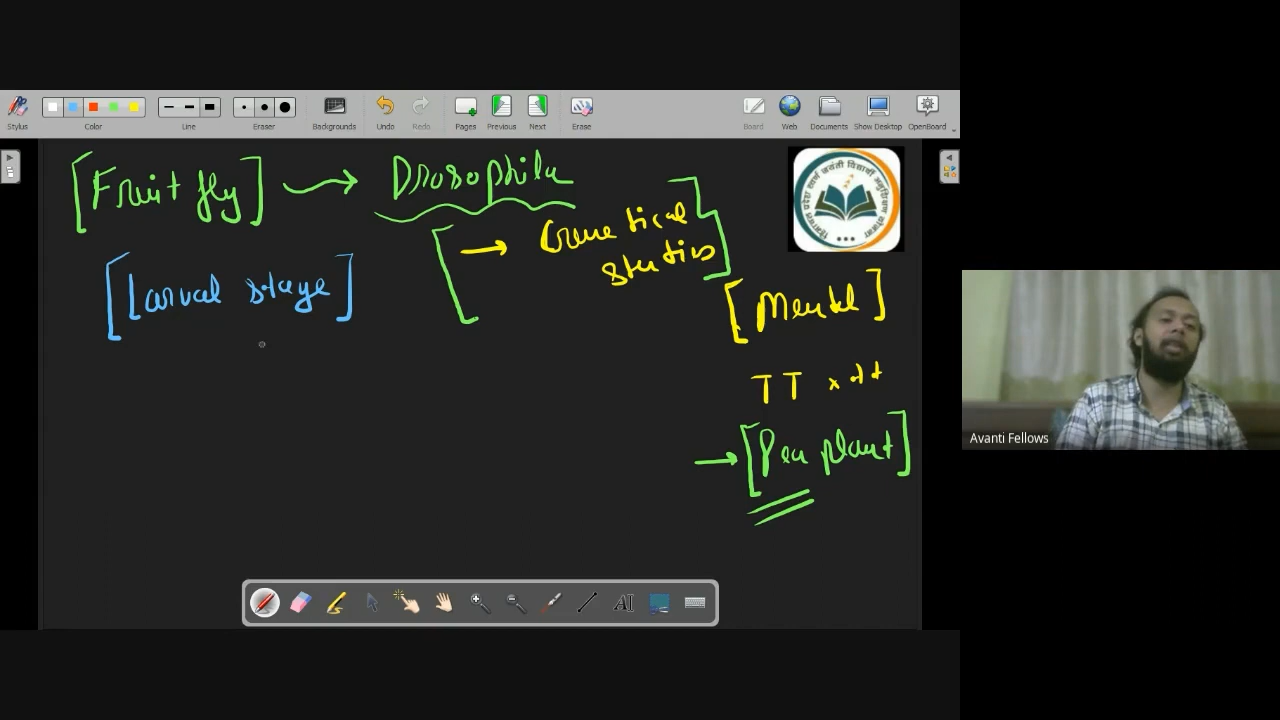 Stylus
Color
Line
Eraser
Backgrounds
Undo
Redo
Pages
Previous
Next
Erase
Board
Web
Documents
Show Desktop
OpenBoard
[Fruit fly] → Drosophila
→ Genetical
studies
[Larval stage]
[Mendel]
TT x tt
→ [Pea plant]
AI
Avanti Fellows